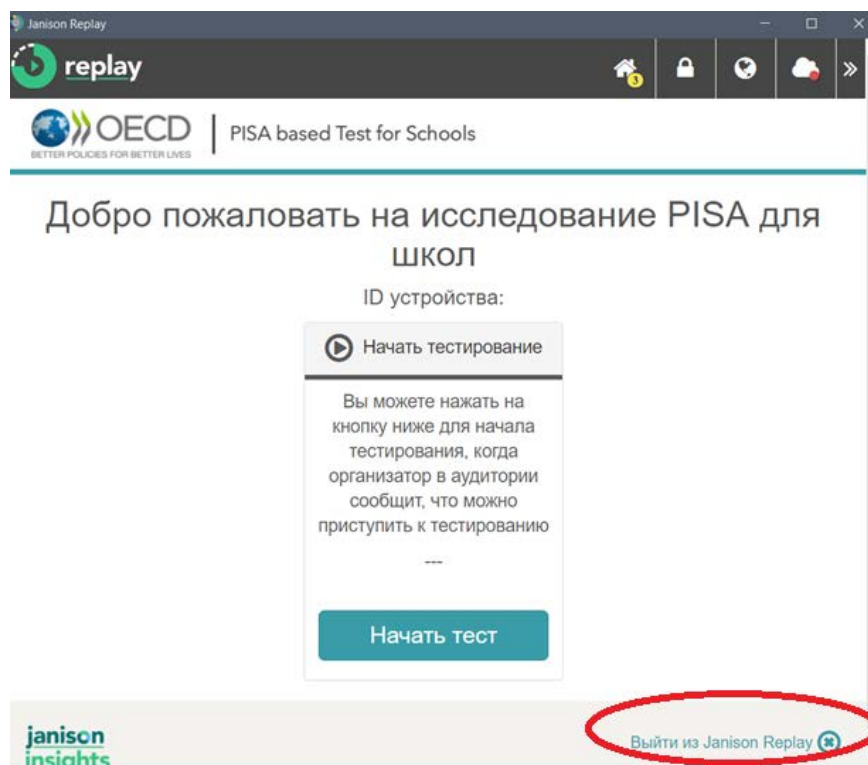 Janison Replay
replay
3
OECD
BETTER POLICIES FOR BETTER LIVES
PISA based Test for Schools
Добро пожаловать на исследование PISA для
школ
ID устройства:
Начать тестирование
Вы можете нажать на
кнопку ниже для начала
тестирования, когда
организатор в аудитории
сообщит, что можно
приступить к тестированию
---
Начать тест
janison
insights
Выйти из Janison Replay